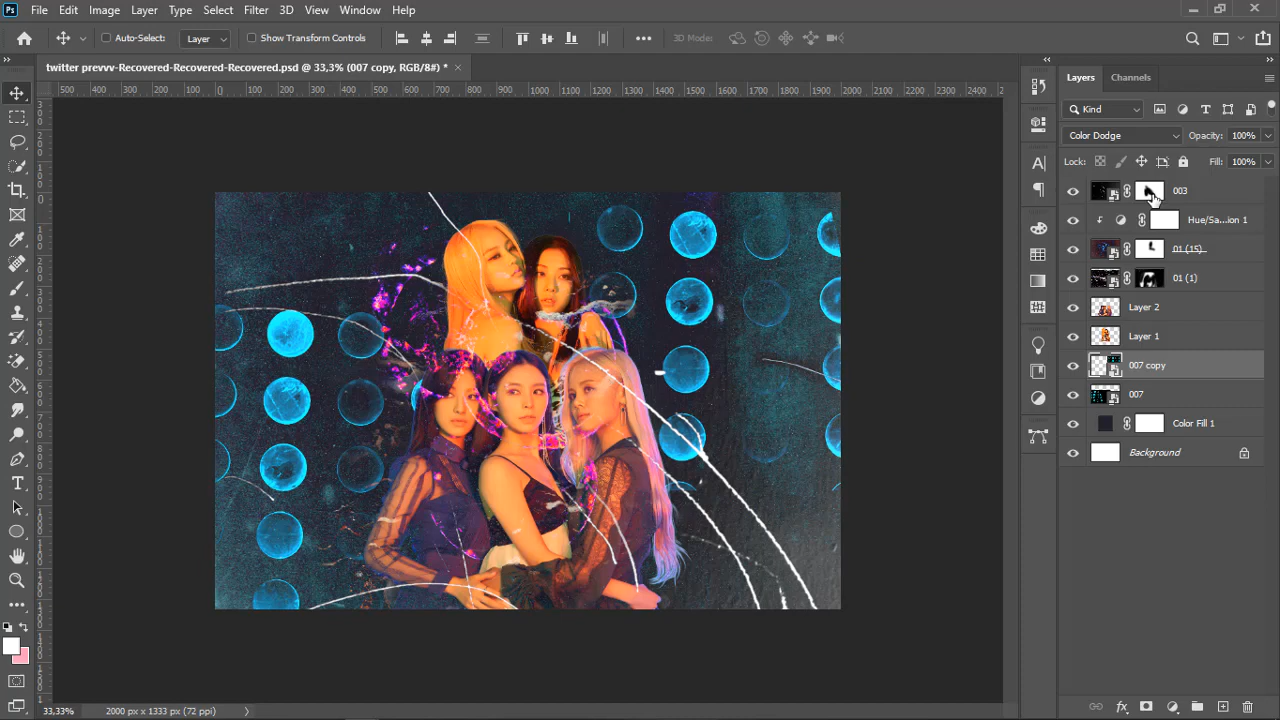 Ps File Edit Image Layer Type Select Filter 3D View Window Help
Auto-Select: Layer Show Transform Controls 3D Mode:
twitter prevvv-Recovered-Recovered-Recovered.psd @ 33,3% (007 copy, RGB/8#) * ×
500 400 300 200 100 0 100 200 300 400 500 600 700 800 900 1000 1100 1200 1300 1400 1500 1600 1700 1800 1900 2000 2100 2200 2300 2400
Layers Channels
Kind
Color Dodge Opacity: 100%
Lock: Fill: 100%
003
Hue/Sa...ion 1
01 (15)
01 (1)
Layer 2
Layer 1
007 copy
007
Color Fill 1
Background
33,33% 2000 px x 1333 px (72 ppi)